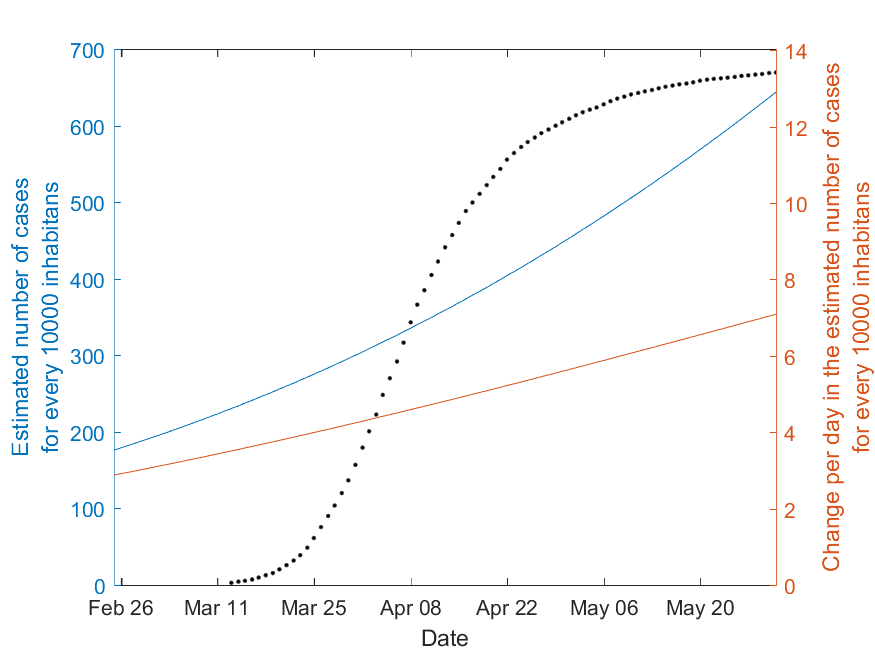 700
600
500
400
300
200
100
0
Estimated number of cases
for every 10000 inhabitans
14
12
10
8
6
4
2
0
Change per day in the estimated number of cases
for every 10000 inhabitans
Feb 26 Mar 11 Mar 25 Apr 08 Apr 22 May 06 May 20
Date